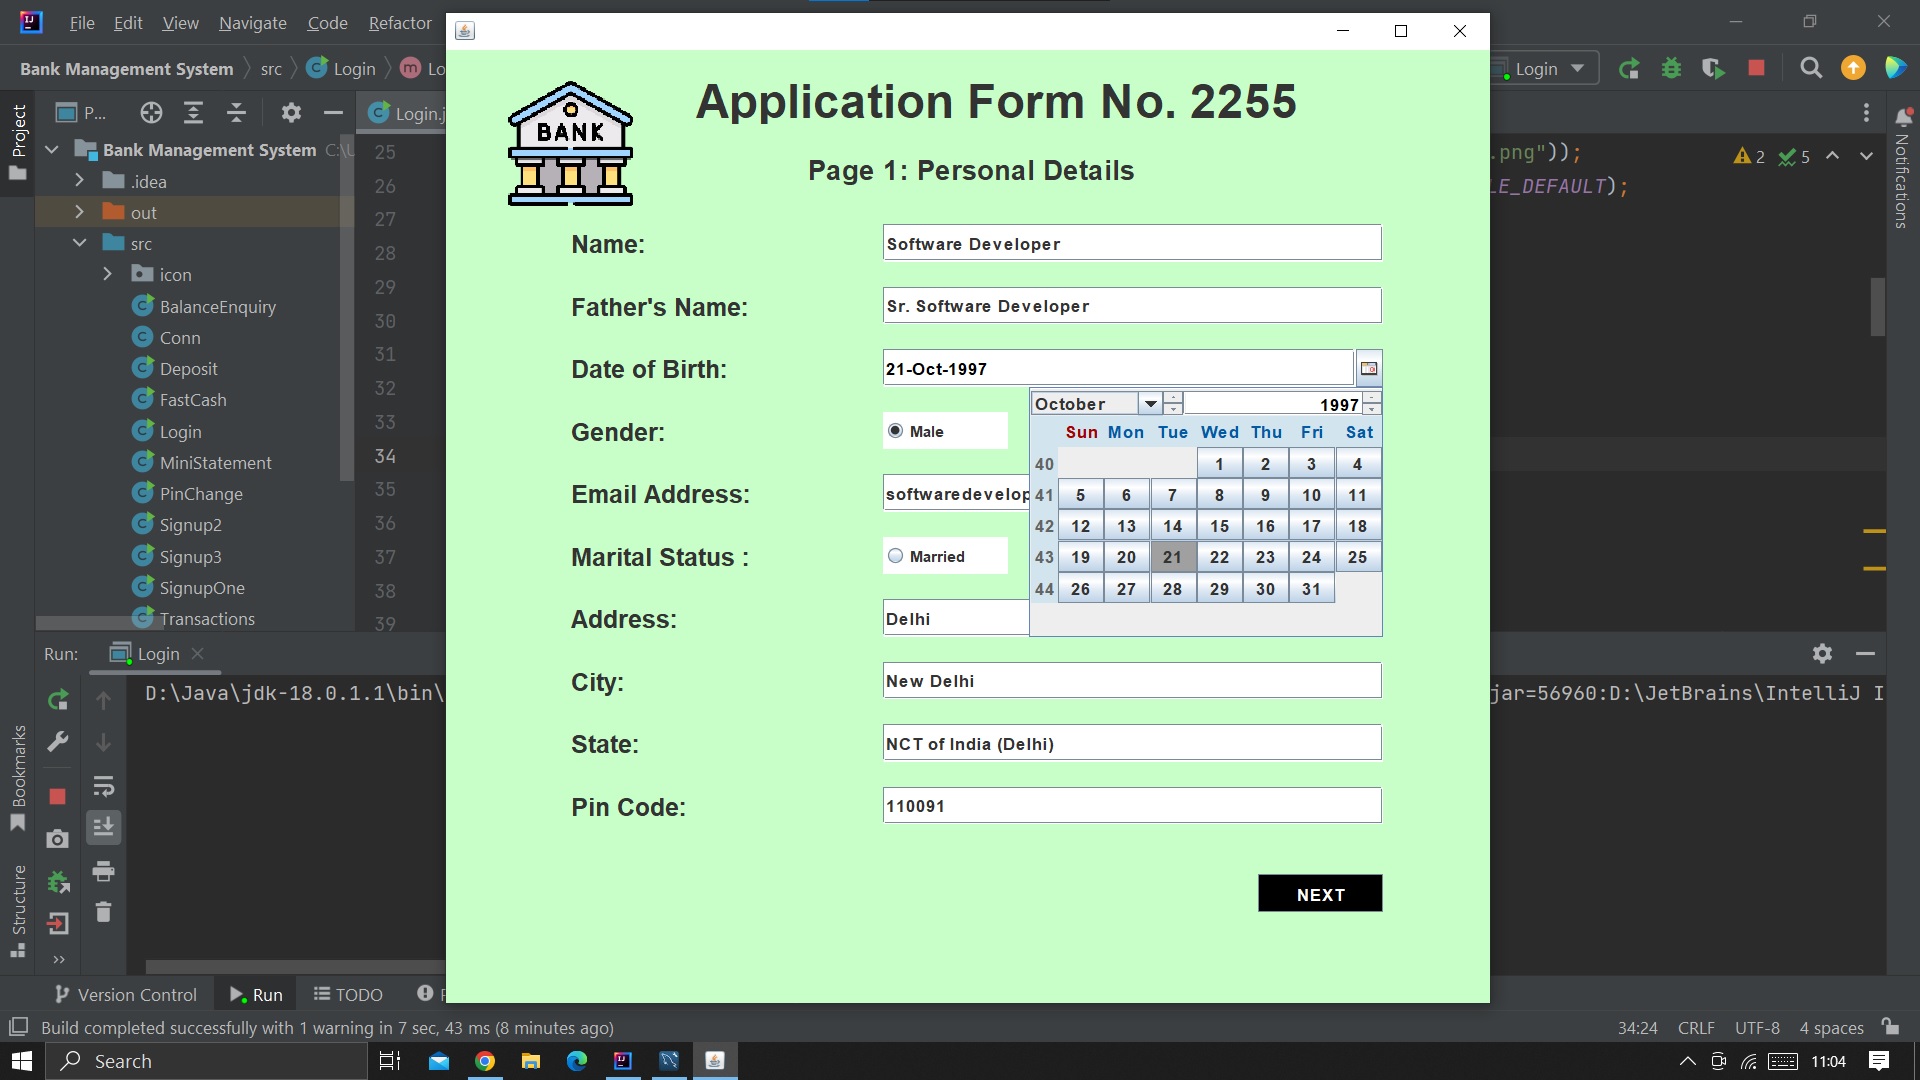 File Edit View Navigate Code Refactor
Bank Management System src Login Lo
Login
Project
P...
Login.j
Bank Management System C:\U
.idea
out
src
icon
BalanceEnquiry
Conn
Deposit
FastCash
Login
MiniStatement
PinChange
Signup2
Signup3
SignupOne
Transactions
25
26
27
28
29
30
31
32
33
34
35
36
37
38
39
.png"));
LE_DEFAULT);
2 5
Notifications
BANK
Application Form No. 2255
Page 1: Personal Details
Name: Software Developer
Father's Name: Sr. Software Developer
Date of Birth: 21-Oct-1997
October 1997
Sun Mon Tue Wed Thu Fri Sat
40 1 2 3 4
41 5 6 7 8 9 10 11
42 12 13 14 15 16 17 18
43 19 20 21 22 23 24 25
44 26 27 28 29 30 31
Gender: Male
Email Address: softwaredevelop
Marital Status : Married
Address: Delhi
City: New Delhi
State: NCT of India (Delhi)
Pin Code: 110091
NEXT
Run: Login
D:\Java\jdk-18.0.1.1\bin\
jar=56960:D:\JetBrains\IntelliJ I
Bookmarks
Structure
Version Control Run TODO
Build completed successfully with 1 warning in 7 sec, 43 ms (8 minutes ago)
34:24 CRLF UTF-8 4 spaces
Search
11:04